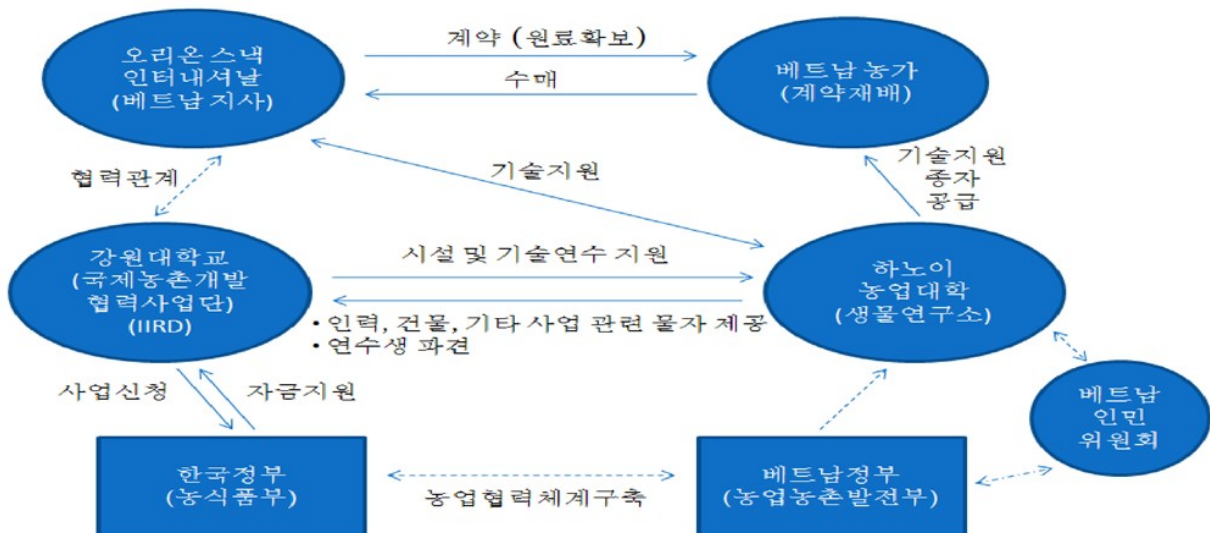 오리온 스낵
인터내셔날
(베트남 지사)
계약 (원료확보)
수매
베트남 농가
(계약재배)
협력관계
기술지원
기술지원
종자
공급
강원대학교
(국제농촌개발
협력사업단)
(IIRD)
시설 및 기술연수 지원
• 인력, 건물, 기타 사업 관련 물자 제공
• 연수생 파견
하노이
농업대학
(생물연구소)
사업신청
자금지원
베트남
인민
위원회
한국정부
(농식품부)
농업협력체계구축
베트남정부
(농업농촌발전부)